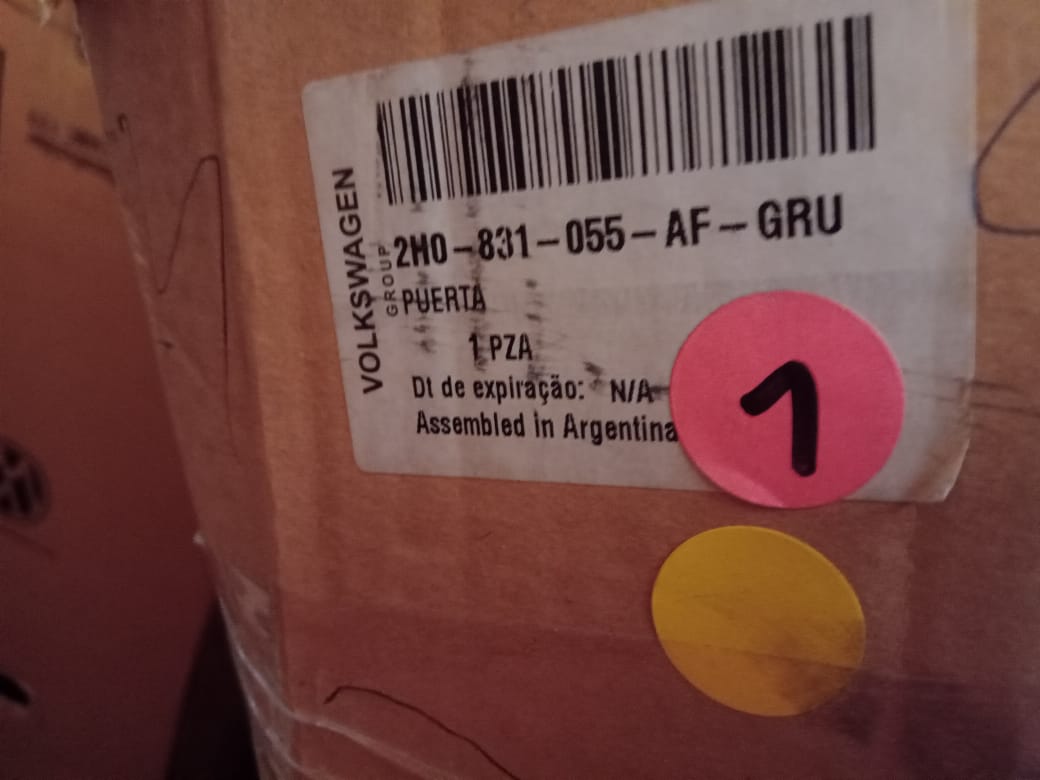 VOLKSWAGEN
GROUP
2H0-831-055-AF-GRU
PUERTA
1 PZA
Dt de expiração: N/A
Assembled in Argentina
1